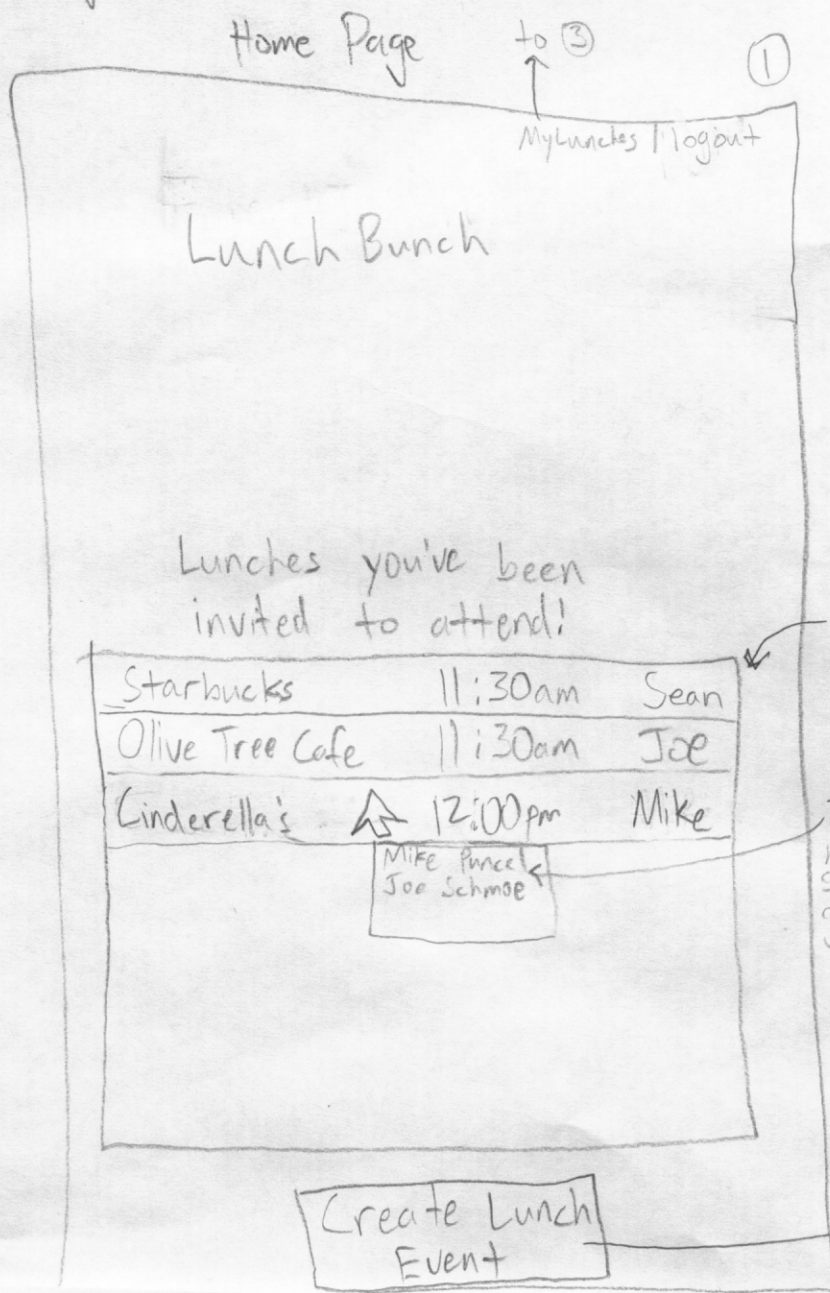 Home Page
to ③
①
MyLunches | logout
Lunch Bunch
Lunches you've been
invited to attend!
Starbucks 11:30am Sean
Olive Tree Cafe 11:30am Joe
Cinderella's 12:00pm Mike
Mike Puncel
Joe Schmoe
Create Lunch
Event